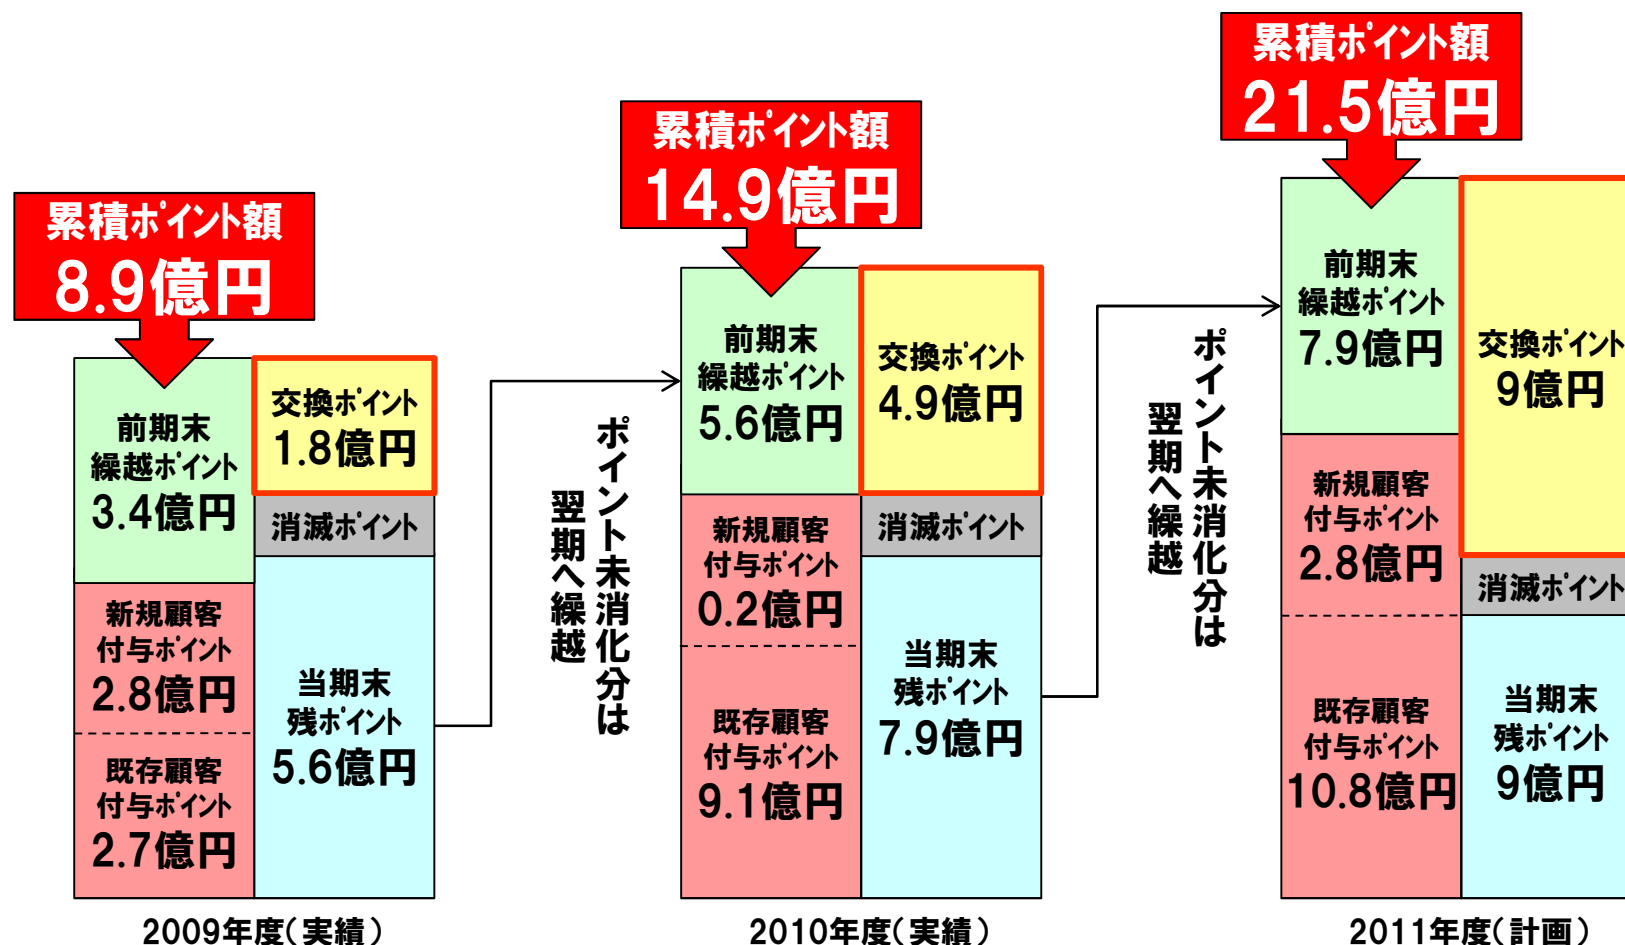 累積ポイント額
8.9億円
前期末
繰越ポイント
3.4億円
新規顧客
付与ポイント
2.8億円
既存顧客
付与ポイント
2.7億円
交換ポイント
1.8億円
消滅ポイント
当期末
残ポイント
5.6億円
2009年度(実績)
ポイント未消化分は
翌期へ繰越
累積ポイント額
14.9億円
前期末
繰越ポイント
5.6億円
新規顧客
付与ポイント
0.2億円
既存顧客
付与ポイント
9.1億円
交換ポイント
4.9億円
消滅ポイント
当期末
残ポイント
7.9億円
2010年度(実績)
ポイント未消化分は
翌期へ繰越
累積ポイント額
21.5億円
前期末
繰越ポイント
7.9億円
新規顧客
付与ポイント
2.8億円
既存顧客
付与ポイント
10.8億円
交換ポイント
9億円
消滅ポイント
当期末
残ポイント
9億円
2011年度(計画)